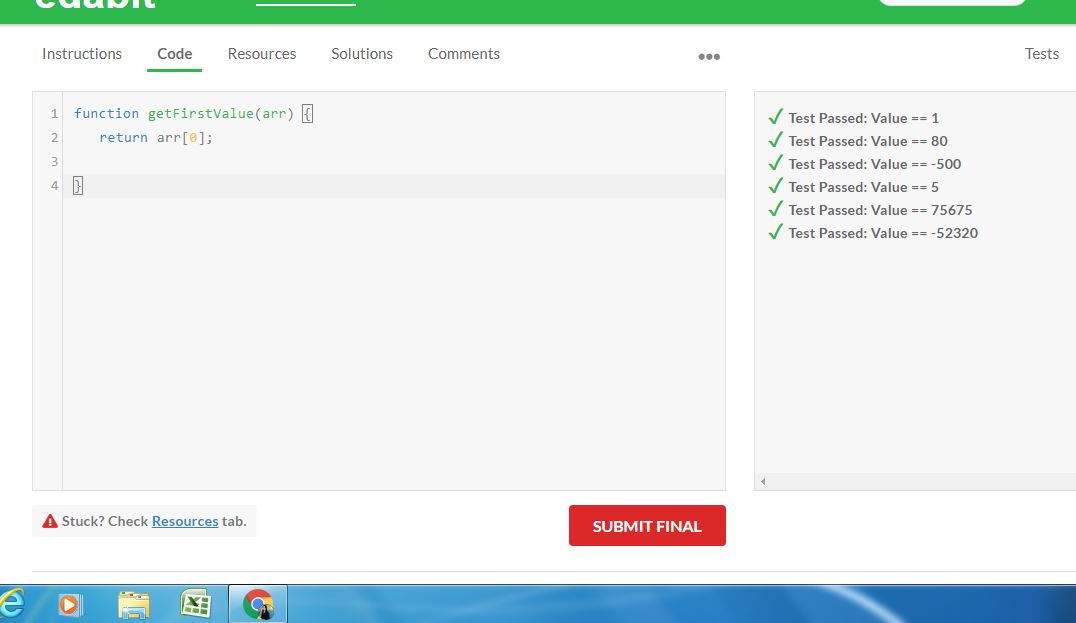 edabit
Instructions Code Resources Solutions Comments ••• Tests
1 function getFirstValue(arr) {
2 return arr[0];
3
4 }
✓ Test Passed: Value == 1
✓ Test Passed: Value == 80
✓ Test Passed: Value == -500
✓ Test Passed: Value == 5
✓ Test Passed: Value == 75675
✓ Test Passed: Value == -52320
Stuck? Check Resources tab.
SUBMIT FINAL